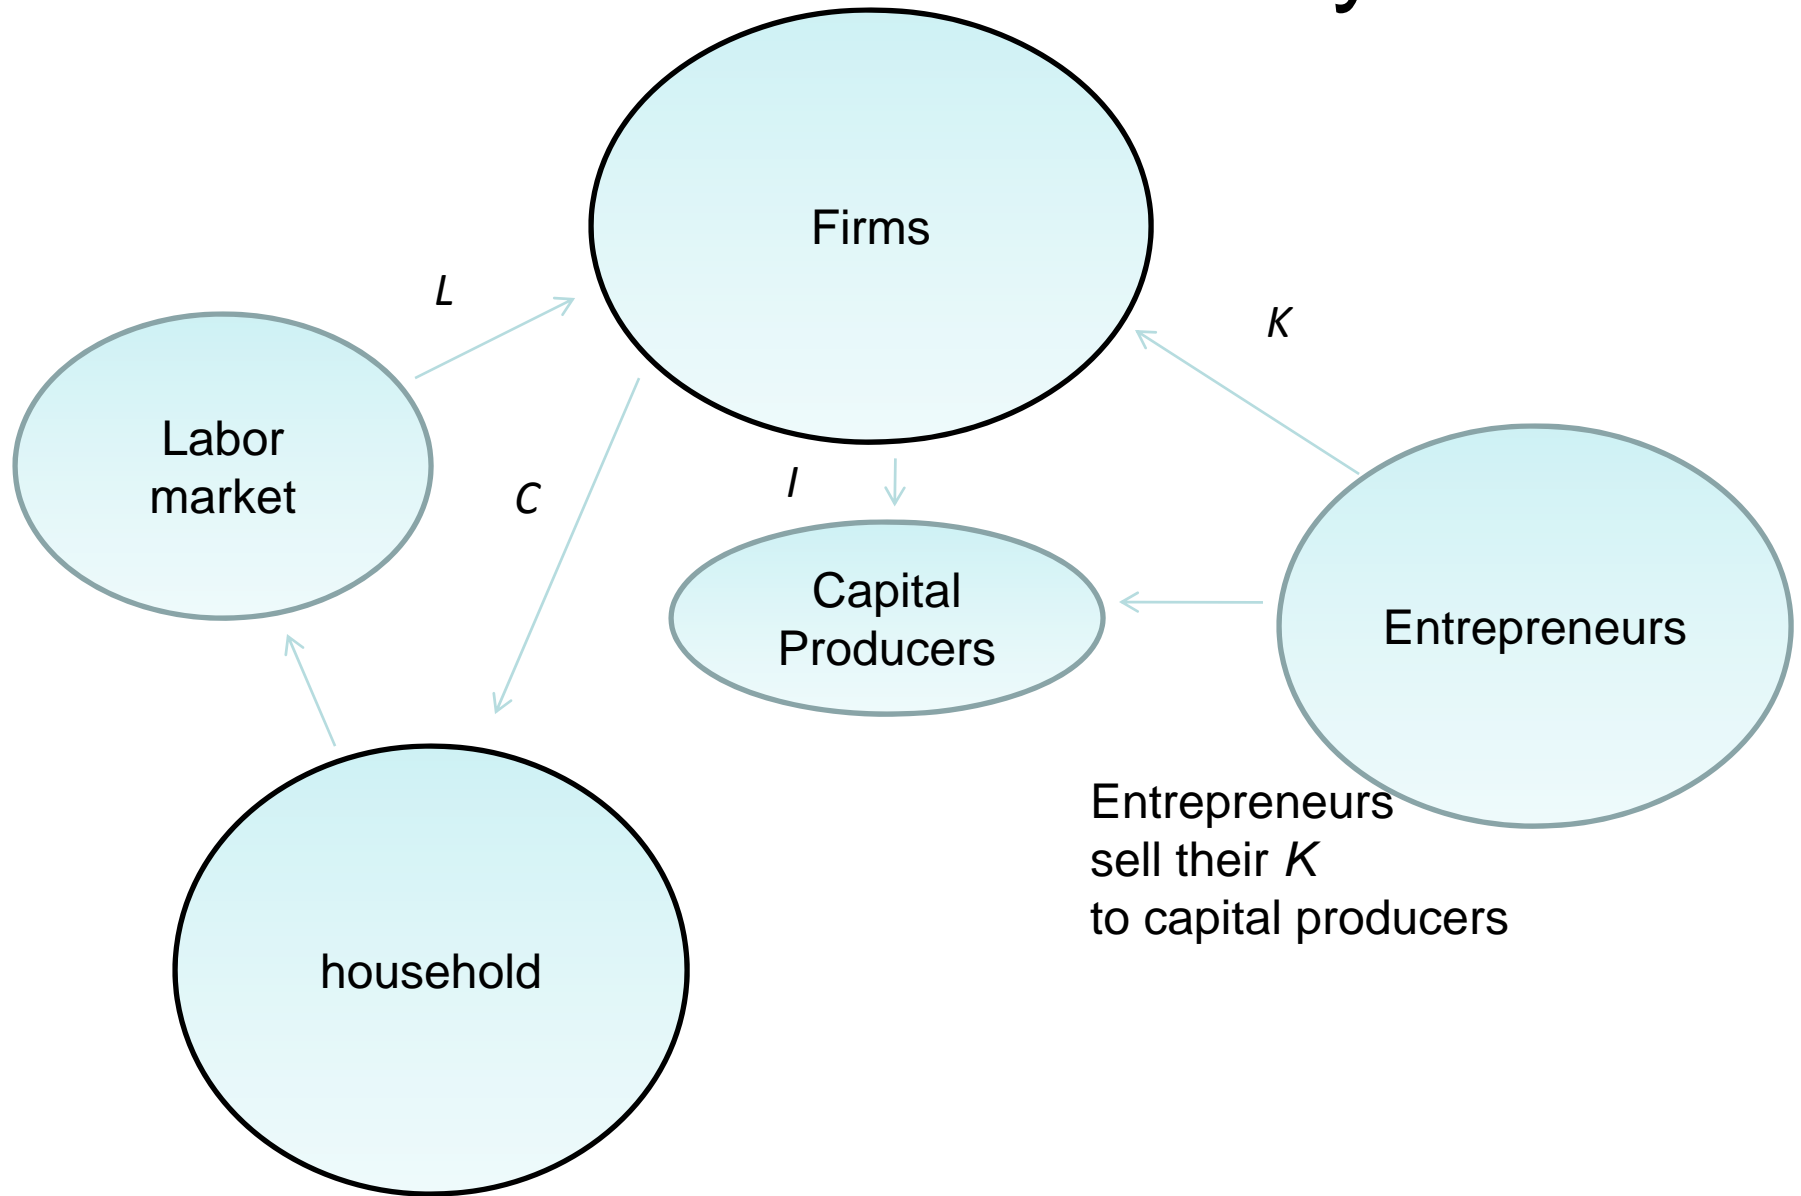 Firms
L
K
Labor
market
C
I
Capital
Producers
Entrepreneurs
Entrepreneurs
sell their K
to capital producers
household